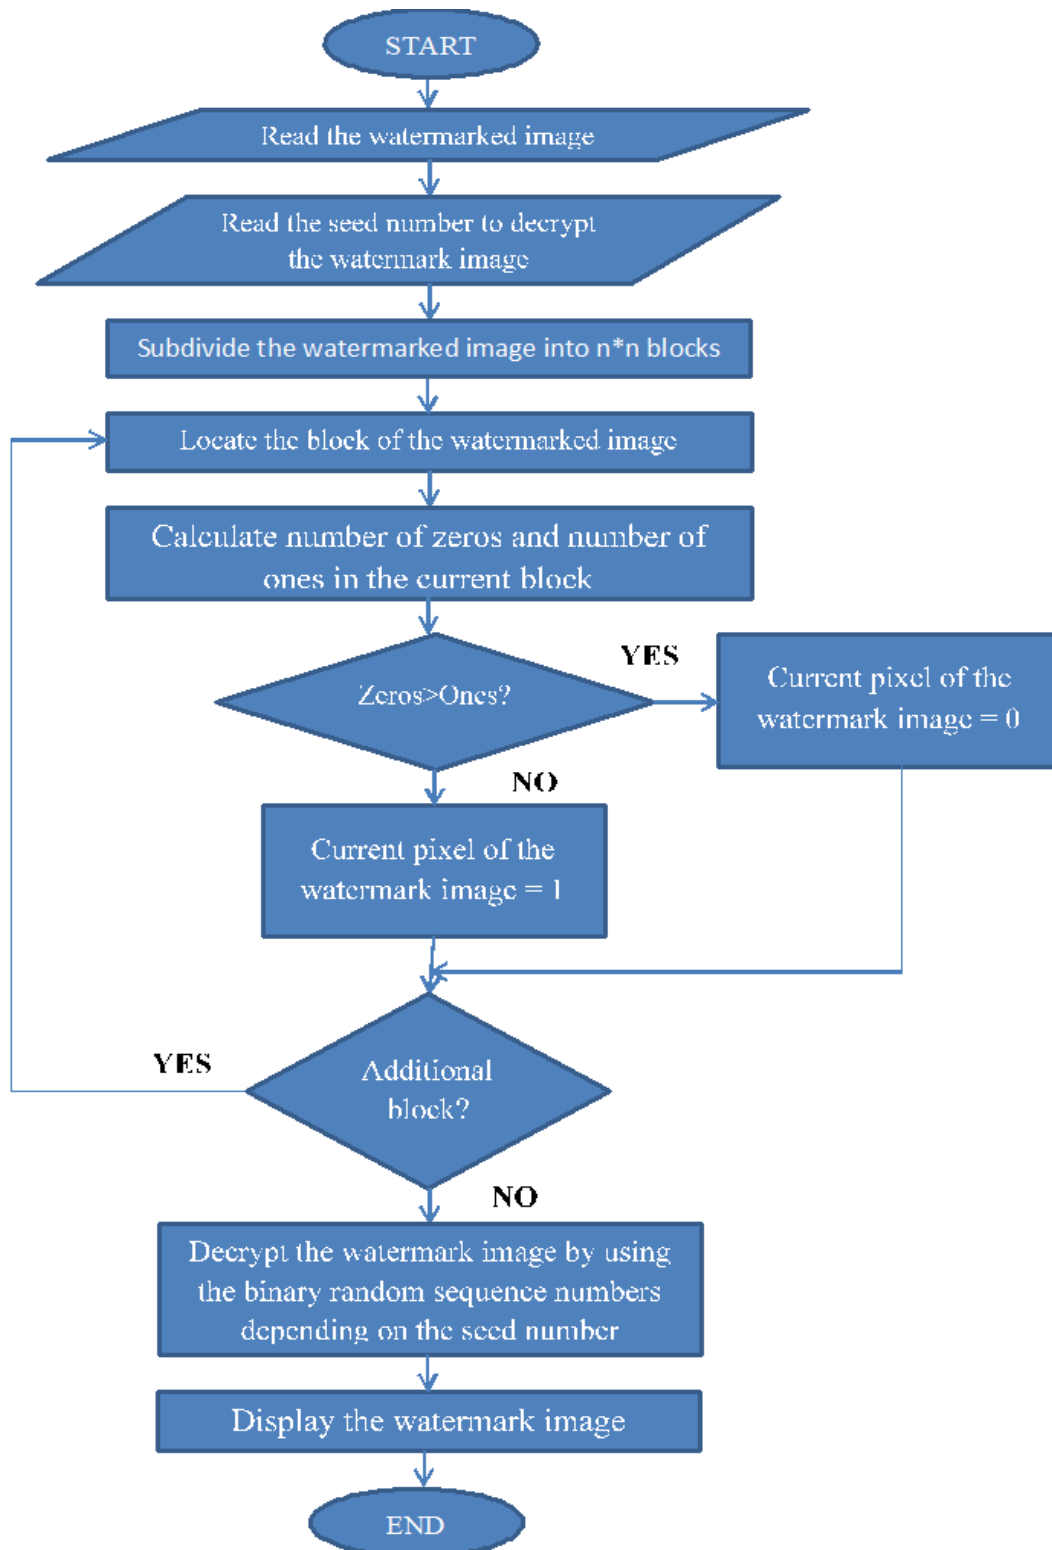 START
Read the watermarked image
Read the seed number to decrypt
the watermark image
Subdivide the watermarked image into n*n blocks
Locate the block of the watermarked image
Calculate number of zeros and number of
ones in the current block
Zeros>Ones?
YES
Current pixel of the
watermark image = 0
NO
Current pixel of the
watermark image = 1
Additional
block?
YES
NO
Decrypt the watermark image by using
the binary random sequence numbers
depending on the seed number
Display the watermark image
END